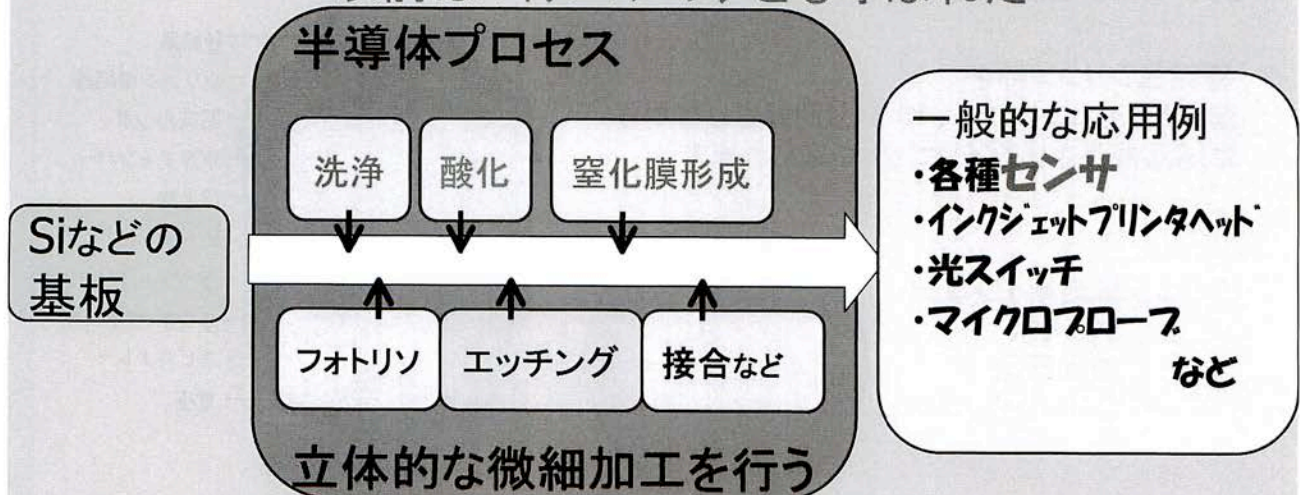 半導体プロセス
洗浄
酸化
窒化膜形成
Siなどの
基板
フォトリソ
エッチング
接合など
立体的な微細加工を行う
一般的な応用例
・各種センサ
・インクジェットプリンタヘッド
・光スイッチ
・マイクロプローブ
など